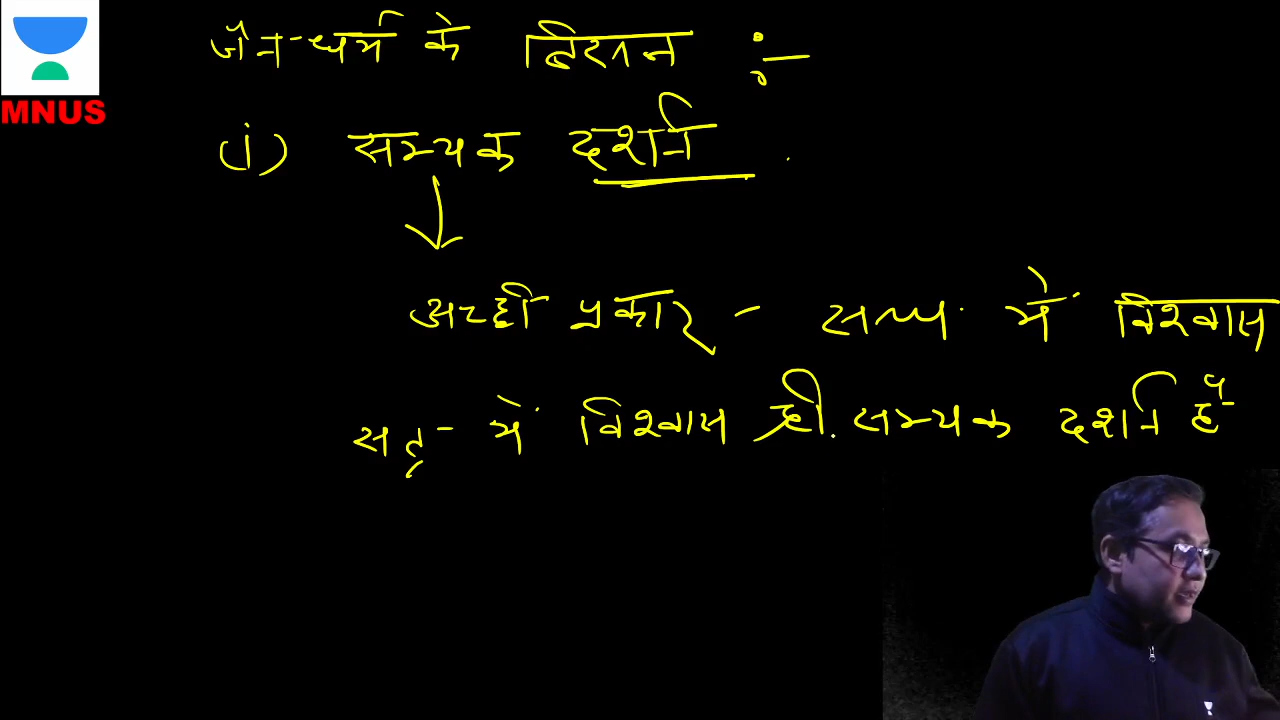 MNUS
जैन-धर्म के त्रिरत्न :-
(i) सम्यक दर्शन
अच्छी प्रकार - सत्य में विश्वास
सत् में विश्वास ही सम्यक दर्शन है